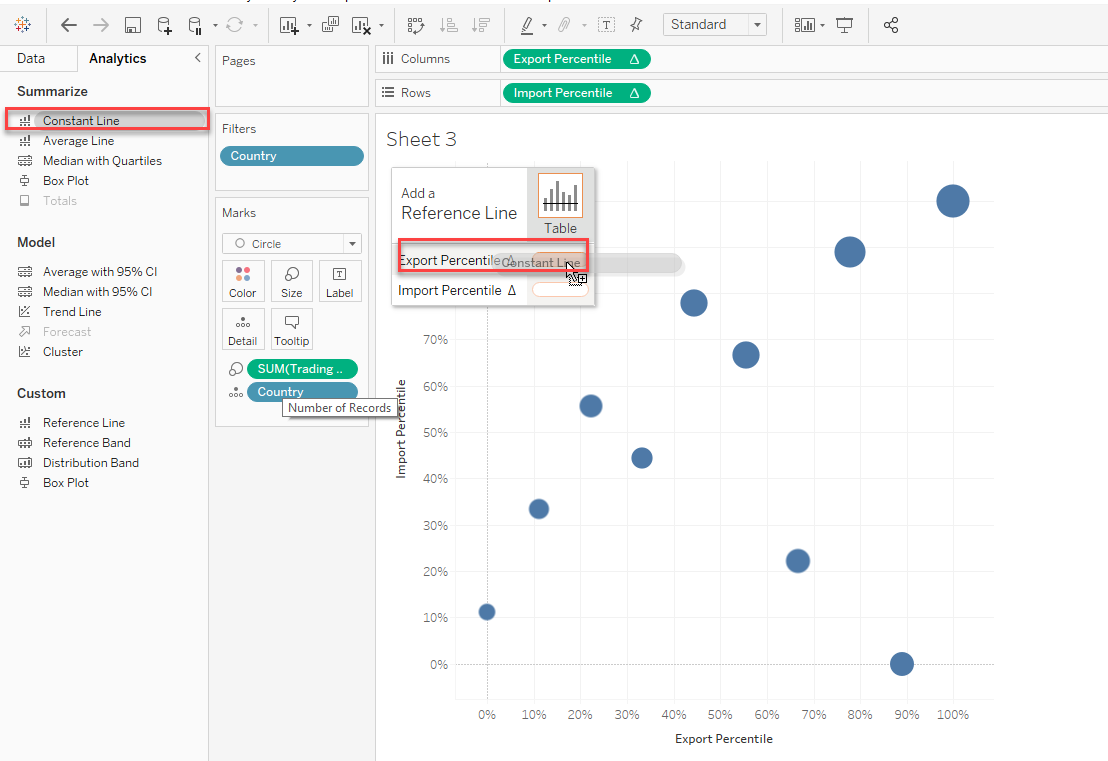 Standard
Data
Analytics
Summarize
Constant Line
Average Line
Median with Quartiles
Box Plot
Totals
Model
Average with 95% CI
Median with 95% CI
Trend Line
Forecast
Cluster
Custom
Reference Line
Reference Band
Distribution Band
Box Plot
Pages
Filters
Country
Marks
Circle
Color
Size
Label
Detail
Tooltip
SUM(Trading ..
Country
Number of Records
Columns
Export Percentile Δ
Rows
Import Percentile Δ
Sheet 3
Add a
Reference Line
Table
Export Percentile Δ
Constant Line
Import Percentile Δ
Import Percentile
70%
60%
50%
40%
30%
20%
10%
0%
0% 10% 20% 30% 40% 50% 60% 70% 80% 90% 100%
Export Percentile